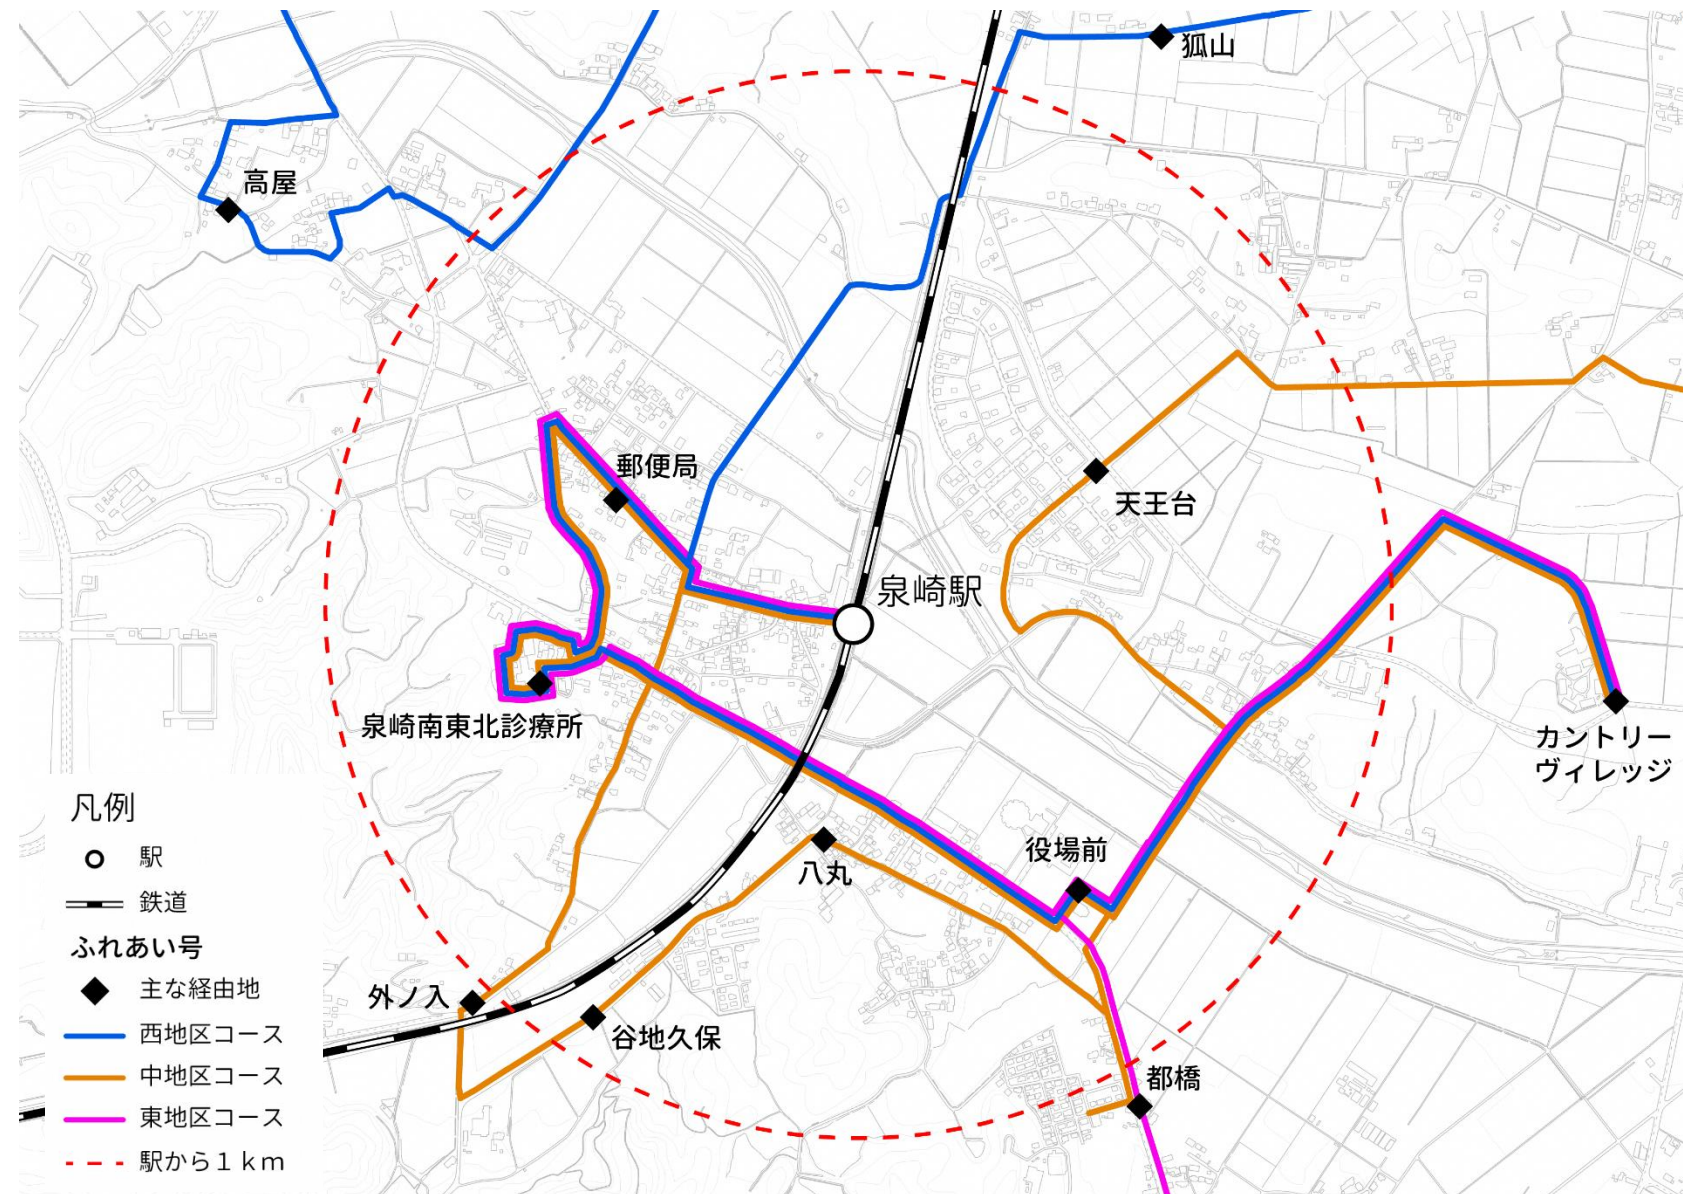 狐山
高屋
郵便局
天王台
泉崎駅
泉崎南東北診療所
カントリー
ヴィレッジ
役場前
八丸
外ノ入
谷地久保
都橋
凡例
駅
鉄道
ふれあい号
主な経由地
西地区コース
中地区コース
東地区コース
駅から１ｋｍ